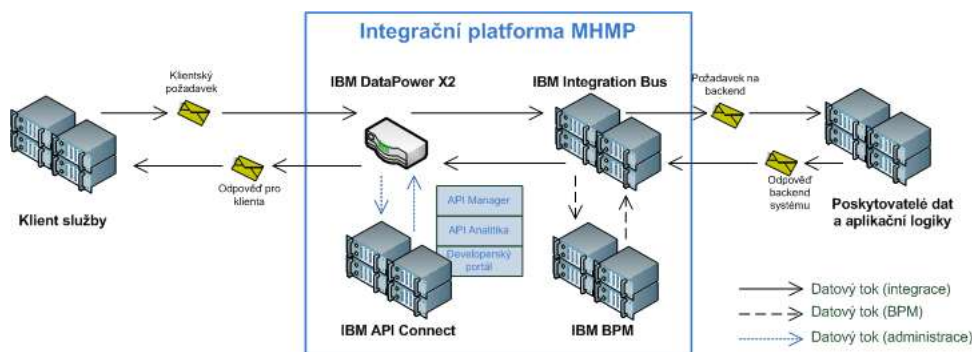 Integrační platforma MHMP
IBM DataPower X2
IBM Integration Bus
Klientský
požadavek
Požadavek na
backend
Odpověď pro
klienta
Odpověď
backend
systému
Klient služby
Poskytovatelé dat
a aplikační logiky
API Manager
API Analitika
Developerský
portál
IBM API Connect
IBM BPM
Datový tok (integrace)
Datový tok (BPM)
Datový tok (administrace)